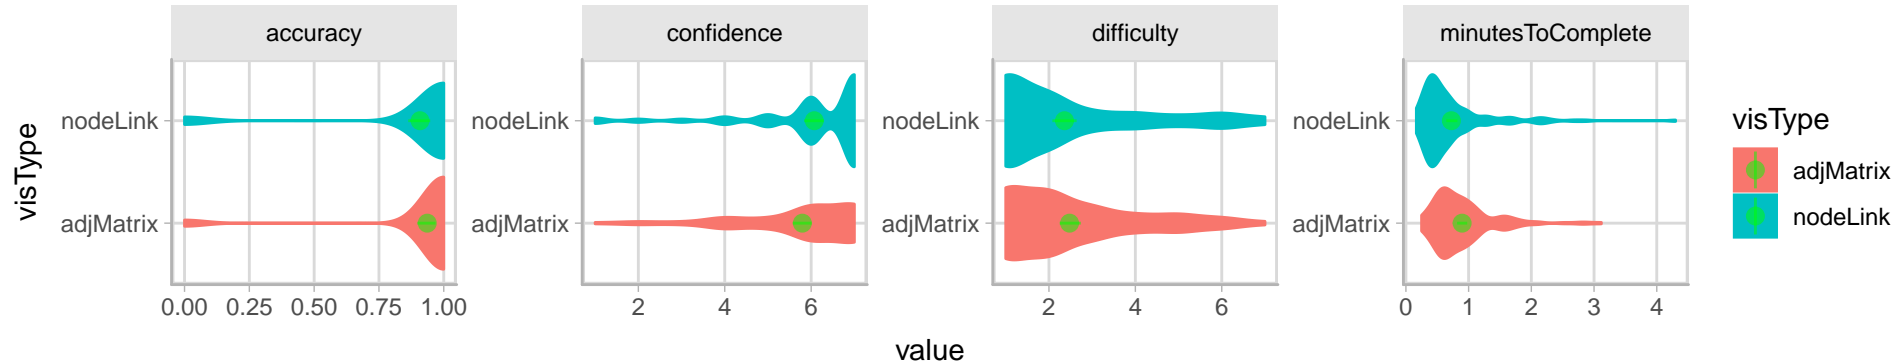 accuracy
confidence
difficulty
minutesToComplete
visType
nodeLink
adjMatrix
nodeLink
adjMatrix
nodeLink
adjMatrix
nodeLink
adjMatrix
0.00 0.25 0.50 0.75 1.00
2 4 6
2 4 6
0 1 2 3 4
value
visType
adjMatrix
nodeLink